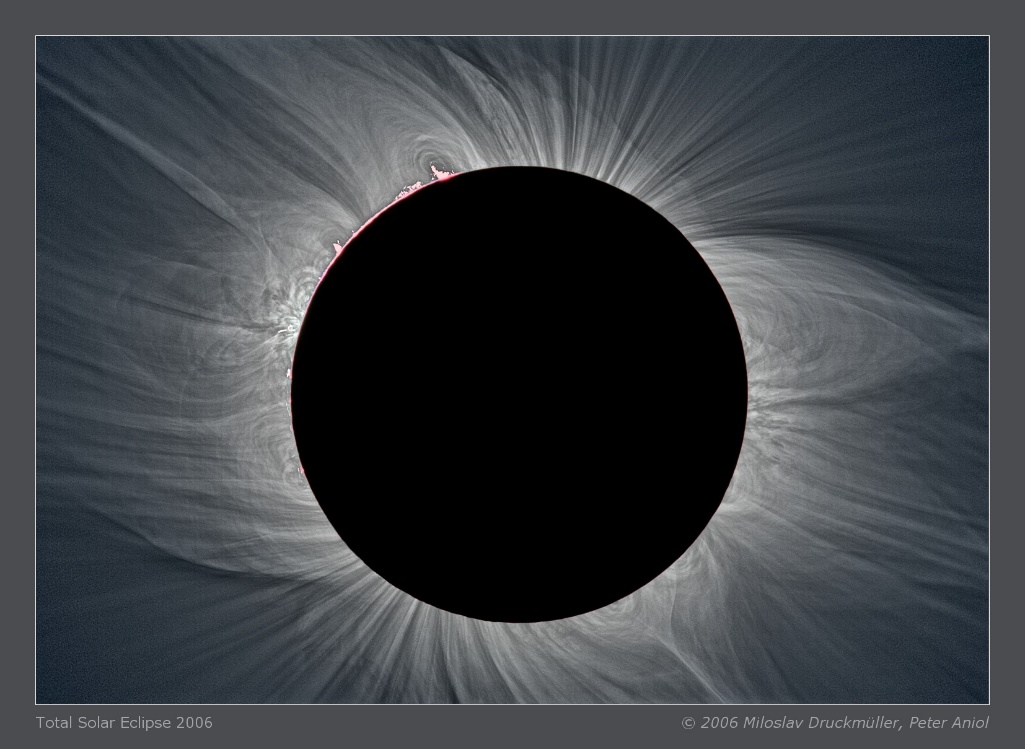 Total Solar Eclipse 2006
© 2006 Miloslav Druckmüller, Peter Aniol